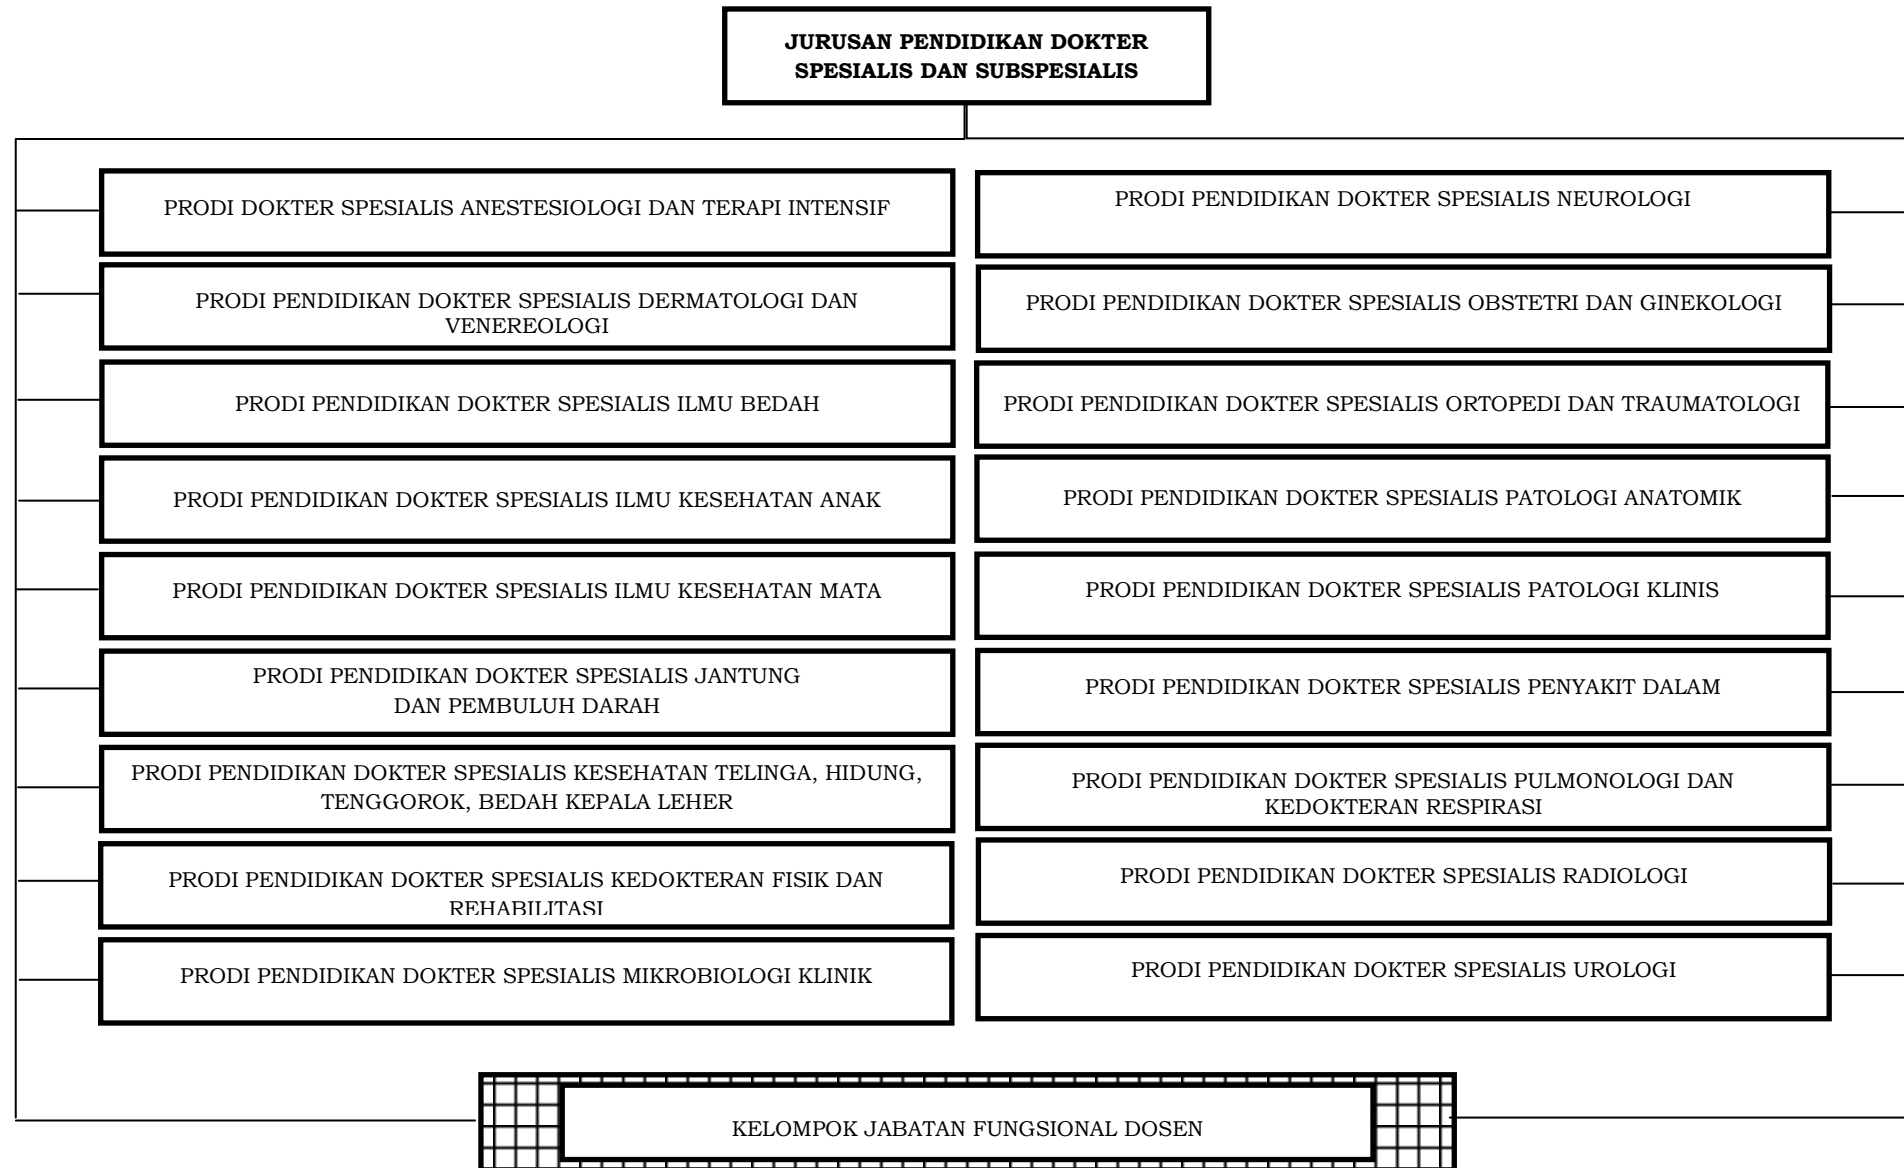 JURUSAN PENDIDIKAN DOKTER
SPESIALIS DAN SUBSPESIALIS
PRODI DOKTER SPESIALIS ANESTESIOLOGI DAN TERAPI INTENSIF
PRODI PENDIDIKAN DOKTER SPESIALIS DERMATOLOGI DAN
VENEREOLOGI
PRODI PENDIDIKAN DOKTER SPESIALIS ILMU BEDAH
PRODI PENDIDIKAN DOKTER SPESIALIS ILMU KESEHATAN ANAK
PRODI PENDIDIKAN DOKTER SPESIALIS ILMU KESEHATAN MATA
PRODI PENDIDIKAN DOKTER SPESIALIS JANTUNG
DAN PEMBULUH DARAH
PRODI PENDIDIKAN DOKTER SPESIALIS KESEHATAN TELINGA, HIDUNG,
TENGGOROK, BEDAH KEPALA LEHER
PRODI PENDIDIKAN DOKTER SPESIALIS KEDOKTERAN FISIK DAN
REHABILITASI
PRODI PENDIDIKAN DOKTER SPESIALIS MIKROBIOLOGI KLINIK
PRODI PENDIDIKAN DOKTER SPESIALIS NEUROLOGI
PRODI PENDIDIKAN DOKTER SPESIALIS OBSTETRI DAN GINEKOLOGI
PRODI PENDIDIKAN DOKTER SPESIALIS ORTOPEDI DAN TRAUMATOLOGI
PRODI PENDIDIKAN DOKTER SPESIALIS PATOLOGI ANATOMIK
PRODI PENDIDIKAN DOKTER SPESIALIS PATOLOGI KLINIS
PRODI PENDIDIKAN DOKTER SPESIALIS PENYAKIT DALAM
PRODI PENDIDIKAN DOKTER SPESIALIS PULMONOLOGI DAN
KEDOKTERAN RESPIRASI
PRODI PENDIDIKAN DOKTER SPESIALIS RADIOLOGI
PRODI PENDIDIKAN DOKTER SPESIALIS UROLOGI
KELOMPOK JABATAN FUNGSIONAL DOSEN